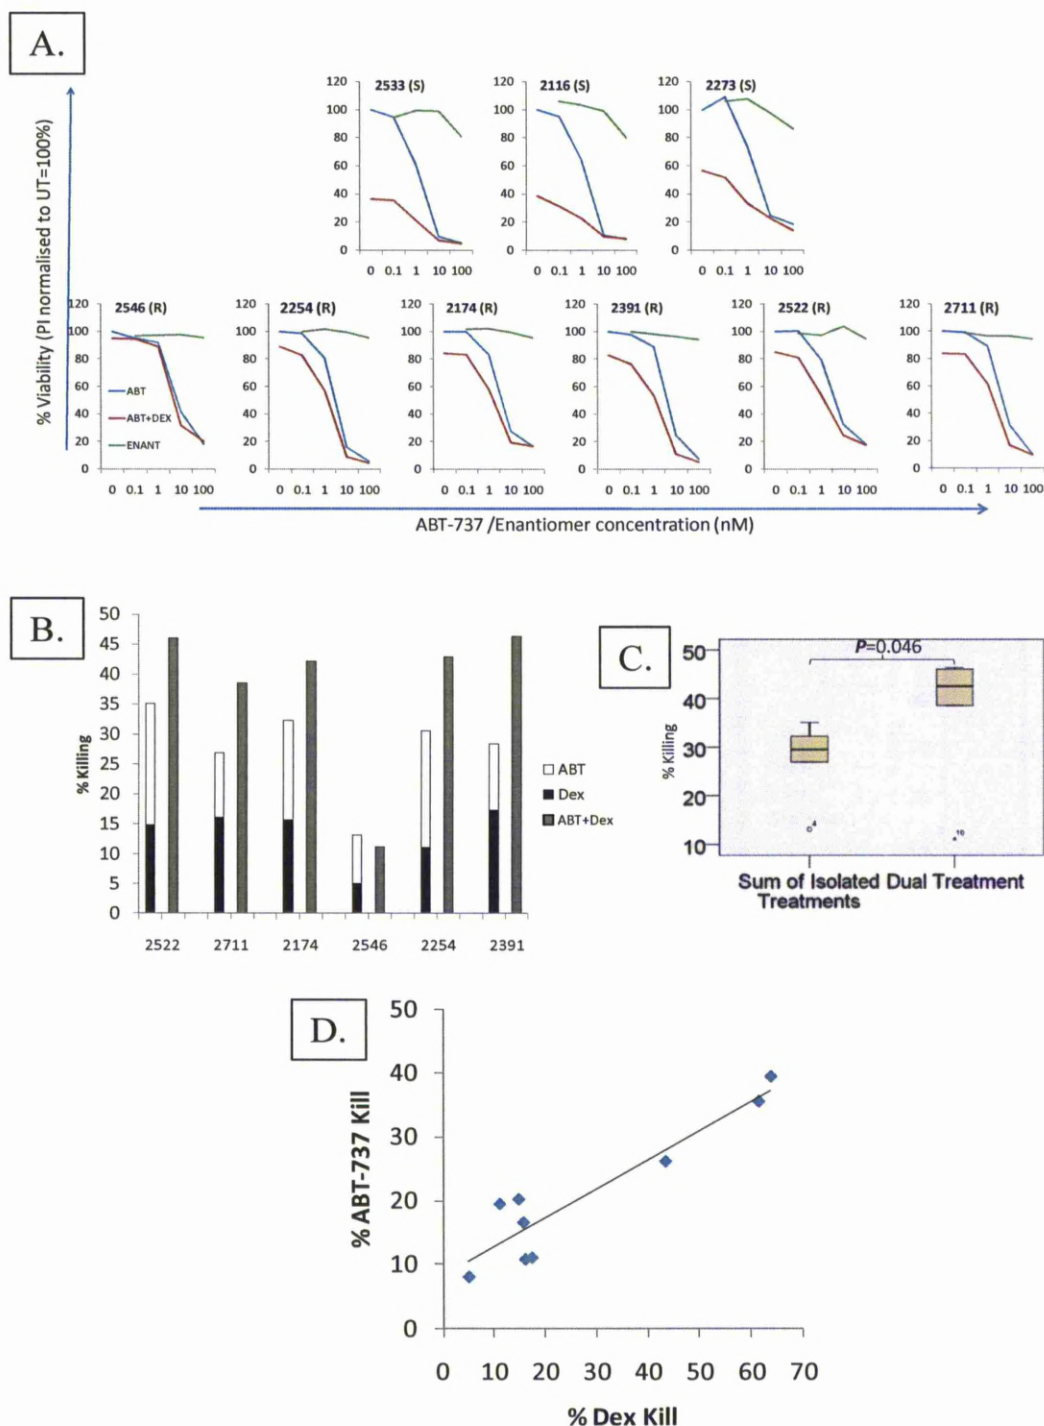 A.
% Viability (PI normalised to UT=100%)
2533 (S)
120
100
80
60
40
20
0
0 0.1 1 10 100
2116 (S)
120
100
80
60
40
20
0
0 0.1 1 10 100
2273 (S)
120
100
80
60
40
20
0
0 0.1 1 10 100
2546 (R)
120
100
80
60
40
20
0
ABT
ABT+DEX
ENANT
0 0.1 1 10 100
2254 (R)
120
100
80
60
40
20
0
0 0.1 1 10 100
2174 (R)
120
100
80
60
40
20
0
0 0.1 1 10 100
2391 (R)
120
100
80
60
40
20
0
0 0.1 1 10 100
2522 (R)
120
100
80
60
40
20
0
0 0.1 1 10 100
2711 (R)
120
100
80
60
40
20
0
0 0.1 1 10 100
ABT-737 /Enantiomer concentration (nM)
B.
% Killing
50
45
40
35
30
25
20
15
10
5
0
2522 2711 2174 2546 2254 2391
ABT
Dex
ABT+Dex
C.
P=0.046
% Killing
50
40
30
20
10
4
10
Sum of Isolated Dual Treatment
Treatments
D.
% ABT-737 Kill
50
40
30
20
10
0
0 10 20 30 40 50 60 70
% Dex Kill